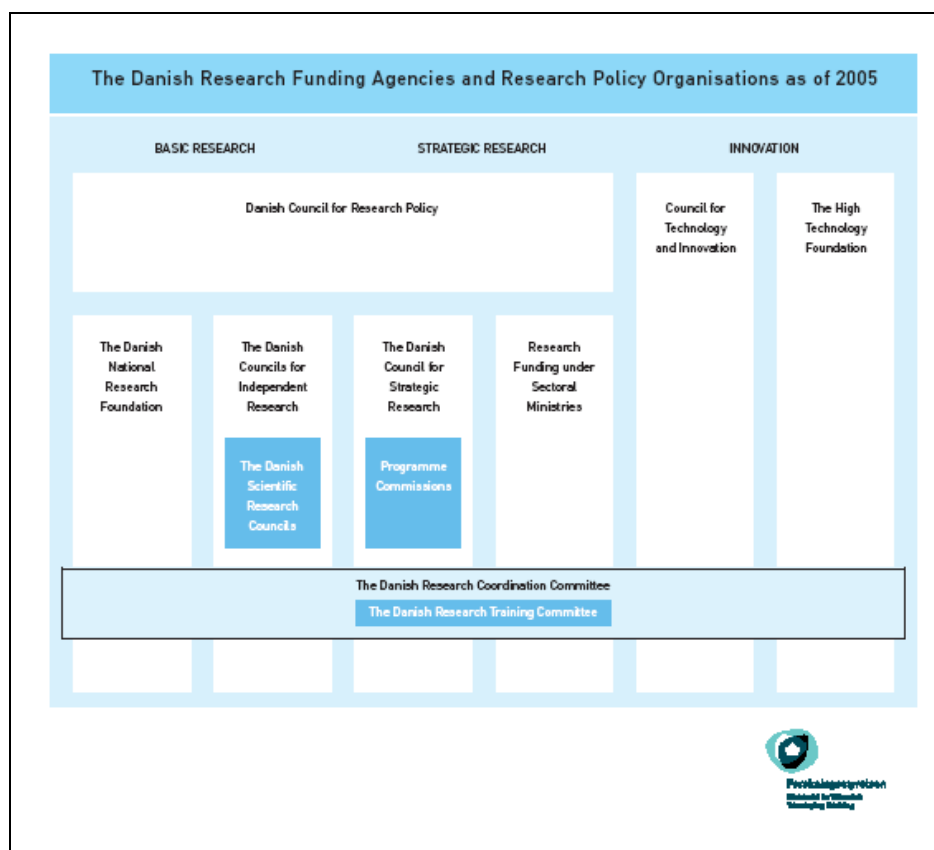 The Danish Research Funding Agencies and Research Policy Organisations as of 2005
BASIC RESEARCH
STRATEGIC RESEARCH
INNOVATION
Danish Council for Research Policy
Council for
Technology
and Innovation
The High
Technology
Foundation
The Danish
National
Research
Foundation
The Danish
Councils for
Independent
Research
The Danish
Council for
Strategic
Research
Research
Funding under
Sectoral
Ministries
The Danish
Scientific
Research
Councils
Programme
Commissions
The Danish Research Coordination Committee
The Danish Research Training Committee
Forskningsstyrelsen